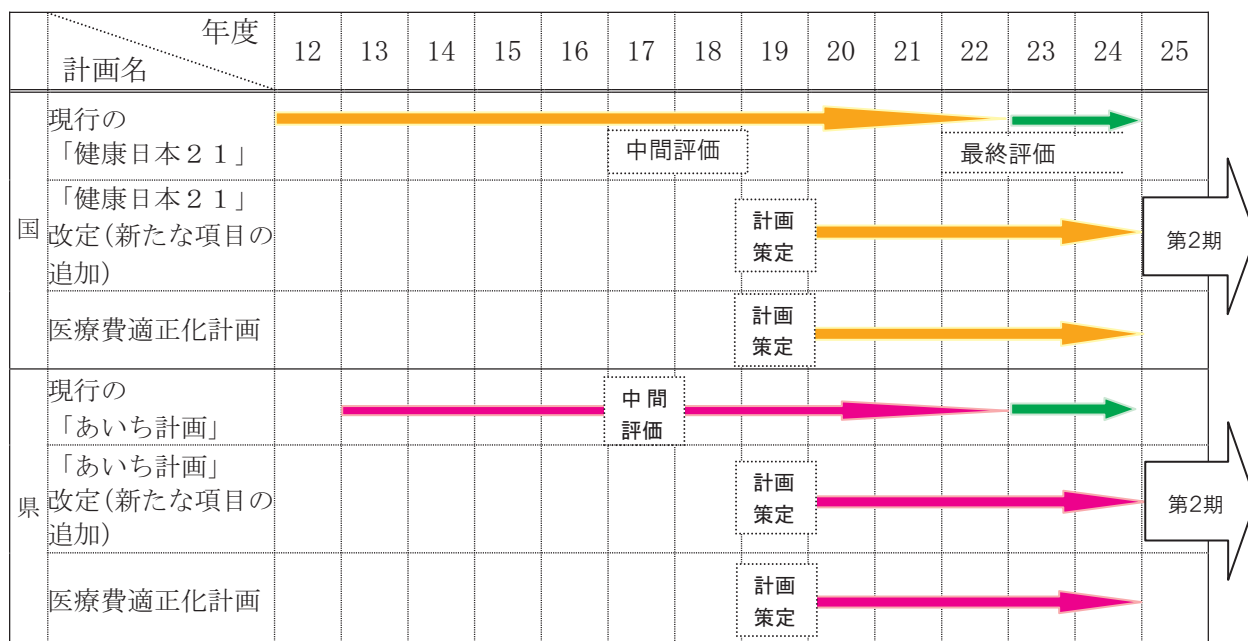 年度
計画名
12 13 14 15 16 17 18 19 20 21 22 23 24 25
国
現行の
「健康日本２１」
中間評価
最終評価
「健康日本２１」
改定（新たな項目の
追加）
計画
策定
第2期
医療費適正化計画
計画
策定
県
現行の
「あいち計画」
中間
評価
「あいち計画」
改定（新たな項目の
追加）
計画
策定
第2期
医療費適正化計画
計画
策定